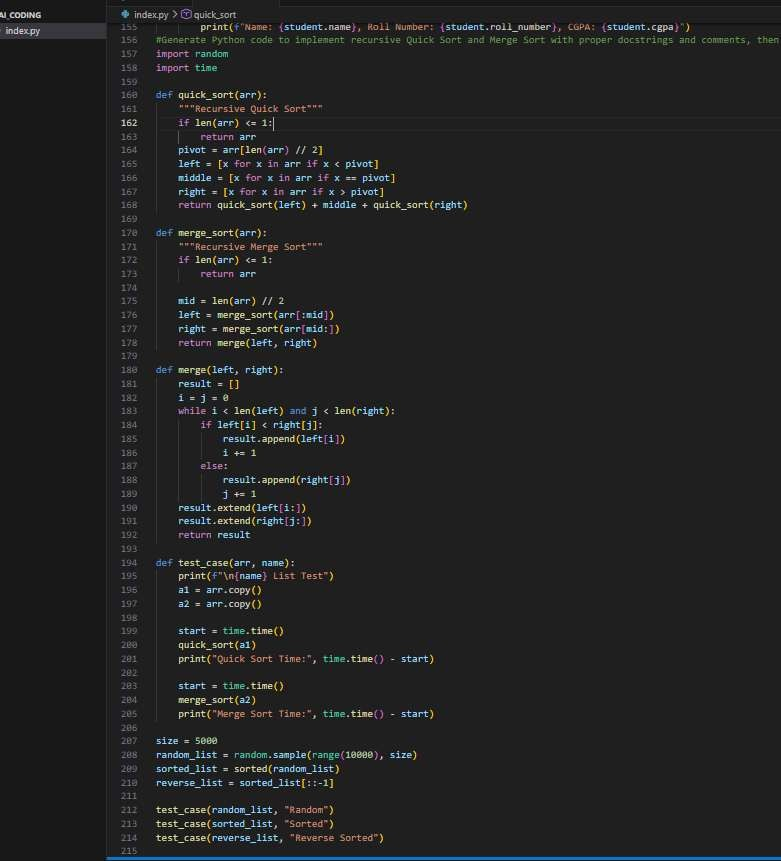 AI_CODING
index.py
index.py > quick_sort
155 print(f"Name: {student.name}, Roll Number: {student.roll_number}, CGPA: {student.cgpa}")
156 #Generate Python code to implement recursive Quick Sort and Merge Sort with proper docstrings and comments, then
157 import random
158 import time
159
160 def quick_sort(arr):
161     """Recursive Quick Sort"""
162     if len(arr) <= 1:
163         return arr
164     pivot = arr[len(arr) // 2]
165     left = [x for x in arr if x < pivot]
166     middle = [x for x in arr if x == pivot]
167     right = [x for x in arr if x > pivot]
168     return quick_sort(left) + middle + quick_sort(right)
169
170 def merge_sort(arr):
171     """Recursive Merge Sort"""
172     if len(arr) <= 1:
173         return arr
174
175     mid = len(arr) // 2
176     left = merge_sort(arr[:mid])
177     right = merge_sort(arr[mid:])
178     return merge(left, right)
179
180 def merge(left, right):
181     result = []
182     i = j = 0
183     while i < len(left) and j < len(right):
184         if left[i] < right[j]:
185             result.append(left[i])
186             i += 1
187         else:
188             result.append(right[j])
189             j += 1
190     result.extend(left[i:])
191     result.extend(right[j:])
192     return result
193
194 def test_case(arr, name):
195     print(f"\n{name} List Test")
196     a1 = arr.copy()
197     a2 = arr.copy()
198
199     start = time.time()
200     quick_sort(a1)
201     print("Quick Sort Time:", time.time() - start)
202
203     start = time.time()
204     merge_sort(a2)
205     print("Merge Sort Time:", time.time() - start)
206
207 size = 5000
208 random_list = random.sample(range(10000), size)
209 sorted_list = sorted(random_list)
210 reverse_list = sorted_list[::-1]
211
212 test_case(random_list, "Random")
213 test_case(sorted_list, "Sorted")
214 test_case(reverse_list, "Reverse Sorted")
215